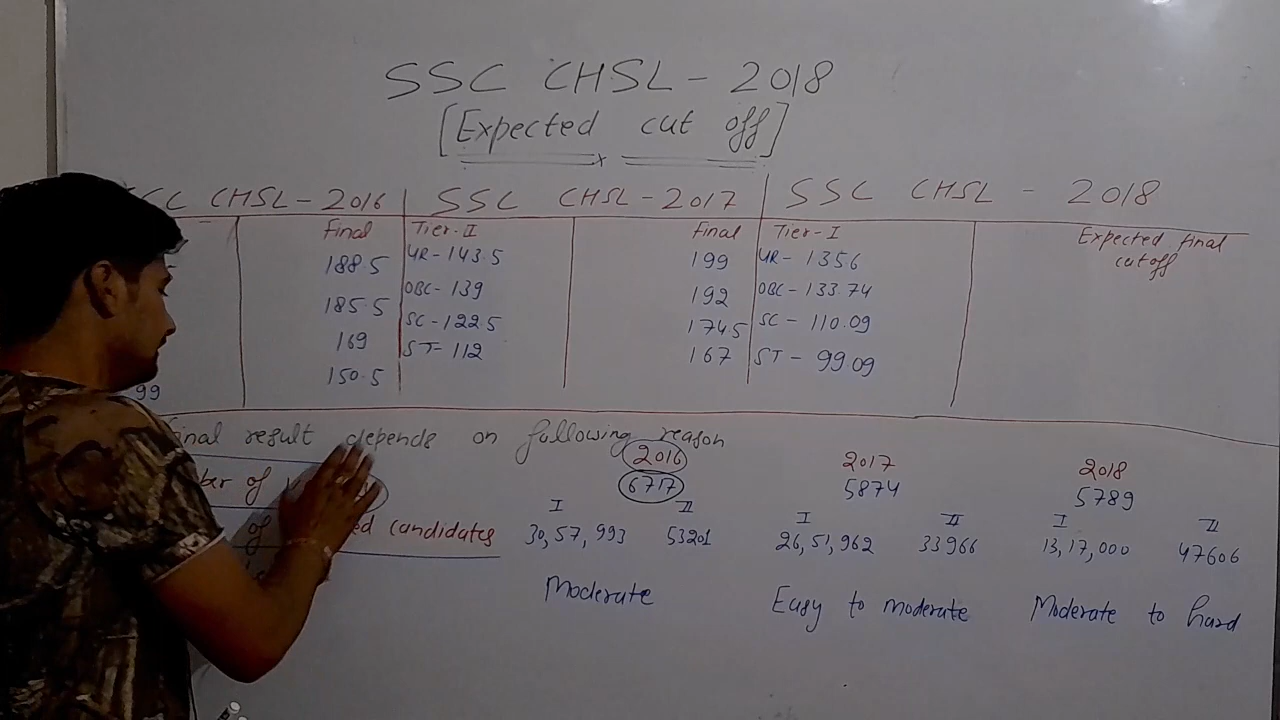 SSC CHSL - 2018
[Expected cut off]
CHSL - 2016 SSC CHSL - 2017 SSC CHSL - 2018
Final Tier-II Final Tier-I Expected final
cutoff
188.5 UR - 143.5 199 UR - 1356
185.5 OBC - 139 192 OBC - 133.74
169 SC - 122.5 174.5 SC - 110.09
150.5 ST - 112 167 ST - 99.09
99
final result depends on following reason
2016 2017 2018
of 6717 5874 5789
I II I II I II
of candidates 30,57,993 53201 26,51,962 33966 13,17,000 47606
Moderate Easy to moderate Moderate to hard